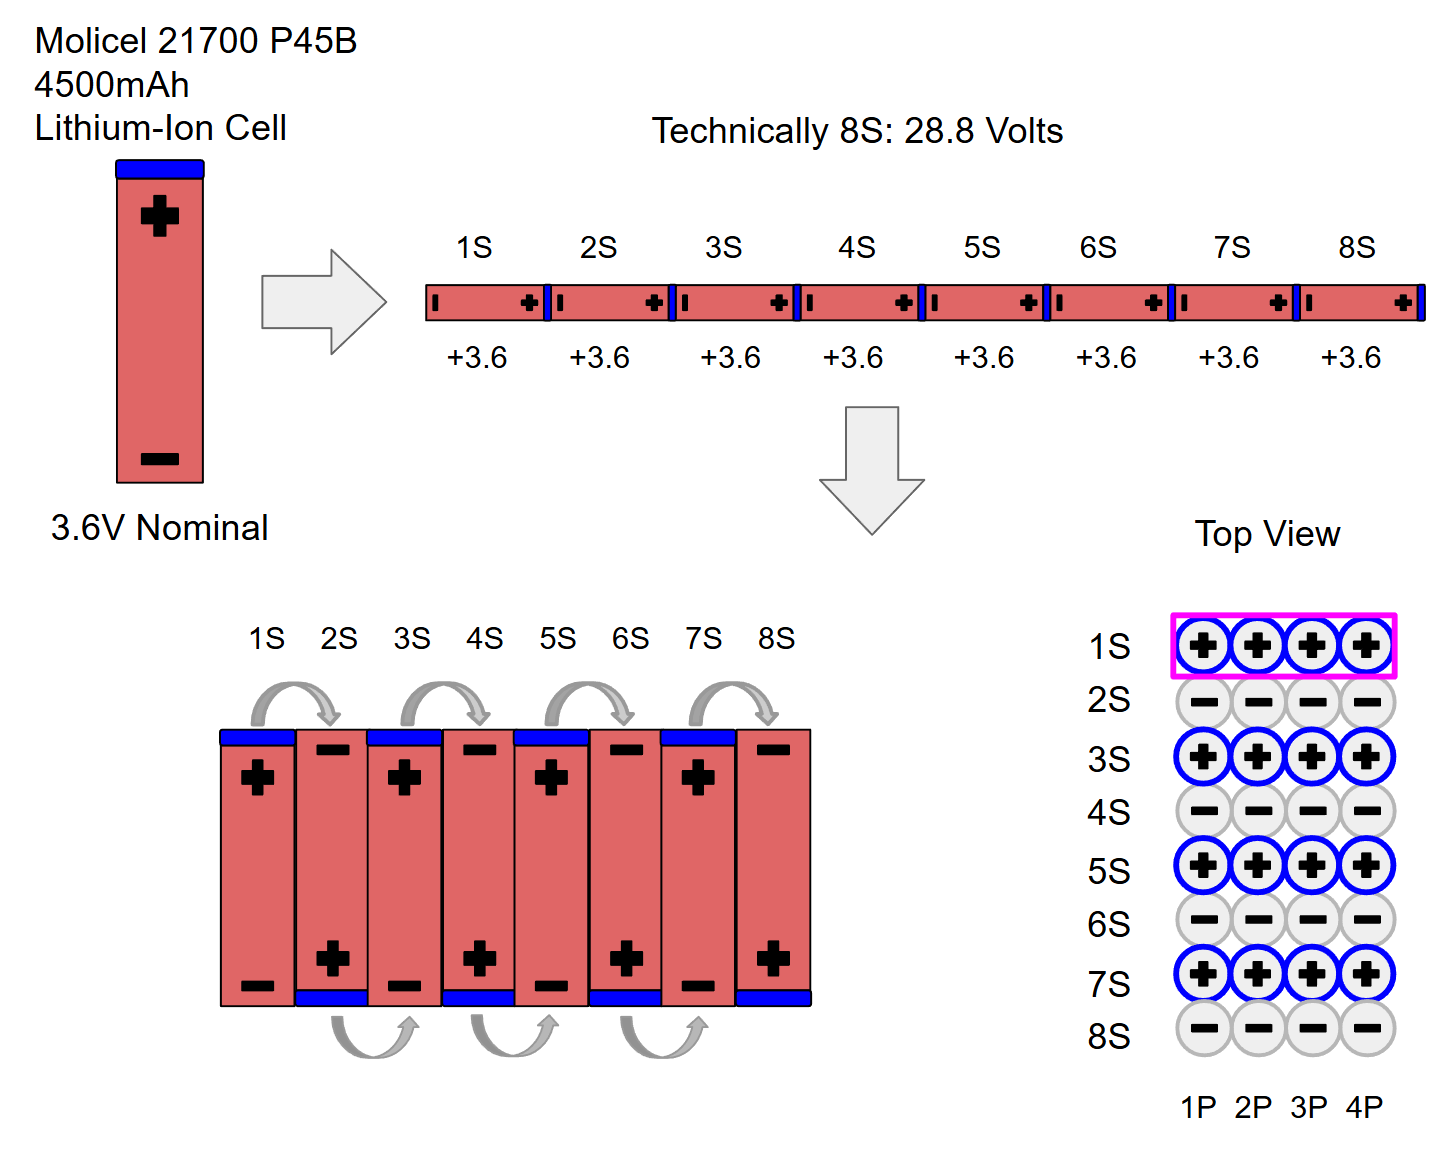 Molicel 21700 P45B
4500mAh
Lithium-Ion Cell
3.6V Nominal
Technically 8S: 28.8 Volts
1S 2S 3S 4S 5S 6S 7S 8S
+3.6 +3.6 +3.6 +3.6 +3.6 +3.6 +3.6 +3.6
1S 2S 3S 4S 5S 6S 7S 8S
Top View
1S
2S
3S
4S
5S
6S
7S
8S
1P 2P 3P 4P